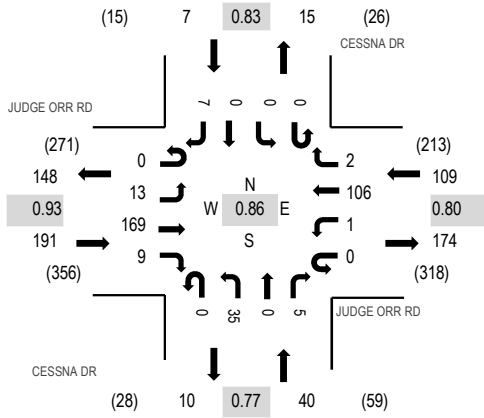 (15) 7 0.83 15 (26)
CESSNA DR
JUDGE ORR RD
7 0 0 0
(271) (213)
148 0 2 109
13 N 106
0.93 W 0.86 E 0.80
169 S 1
191 9 0 174
(356) (318)
0 35 0 5
JUDGE ORR RD
CESSNA DR
(28) 10 0.77 40 (59)